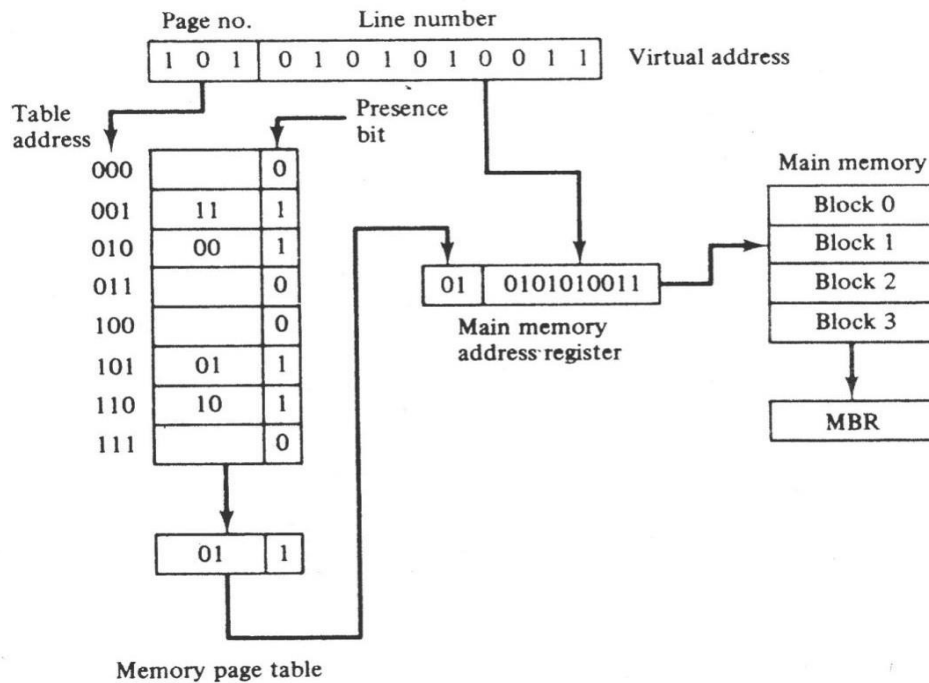 Page no. Line number
1 0 1 0 1 0 1 0 1 0 0 1 1 Virtual address
Table address
Presence bit
000 0
001 11 1
010 00 1
011 0
100 0
101 01 1
110 10 1
111 0
01 1
Memory page table
01 0101010011
Main memory
address register
Main memory
Block 0
Block 1
Block 2
Block 3
MBR